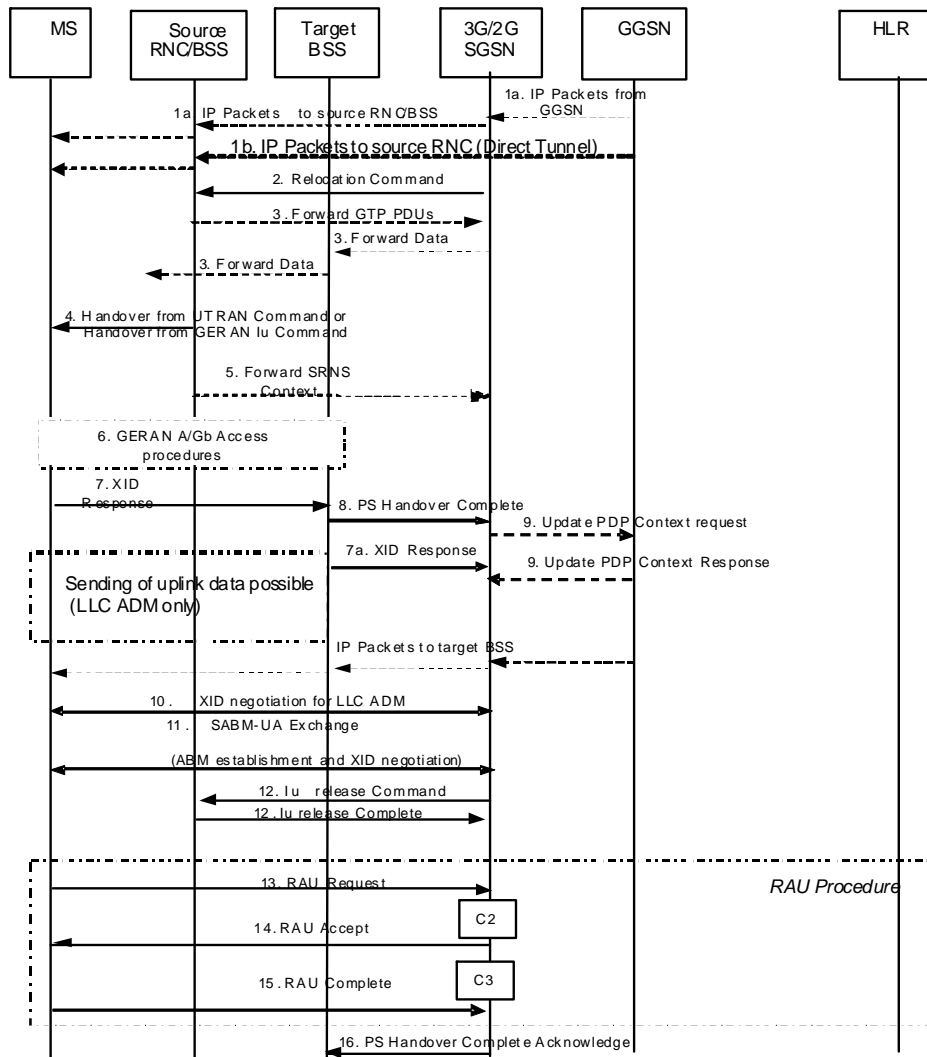 MS
Source
RNC/BSS
Target
BSS
3G/2G
SGSN
GGSN
HLR
1a. IP Packets from
GGSN
1a. IP Packets to source RNC/BSS
1b. IP Packets to source RNC (Direct Tunnel)
2. Relocation Command
3. Forward GTP PDUs
3. Forward Data
3. Forward Data
4. Handover from UTRAN Command or
Handover from GERAN Iu Command
5. Forward SRNS
Context
6. GERAN A/Gb Access
procedures
7. XID
Response
8. PS Handover Complete
9. Update PDP Context request
7a. XID Response
9. Update PDP Context Response
Sending of uplink data possible
(LLC ADM only)
IP Packets to target BSS
10. XID negotiation for LLC ADM
11. SABM-UA Exchange
(ABM establishment and XID negotiation)
12. Iu release Command
12. Iu release Complete
13. RAU Request
RAU Procedure
C2
14. RAU Accept
C3
15. RAU Complete
16. PS Handover Complete Acknowledge